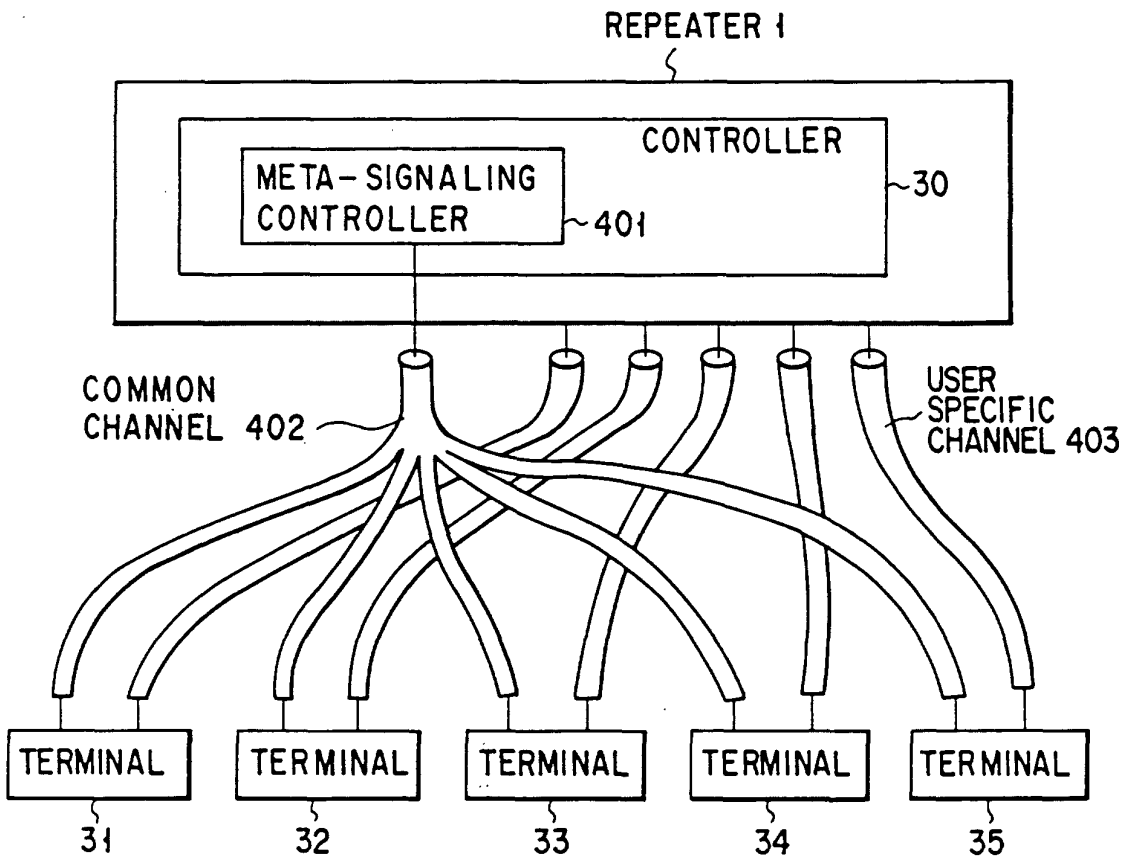 REPEATER 1
CONTROLLER
META-SIGNALING
CONTROLLER
30
401
COMMON
CHANNEL 402
USER
SPECIFIC
CHANNEL 403
TERMINAL
TERMINAL
TERMINAL
TERMINAL
TERMINAL
31
32
33
34
35